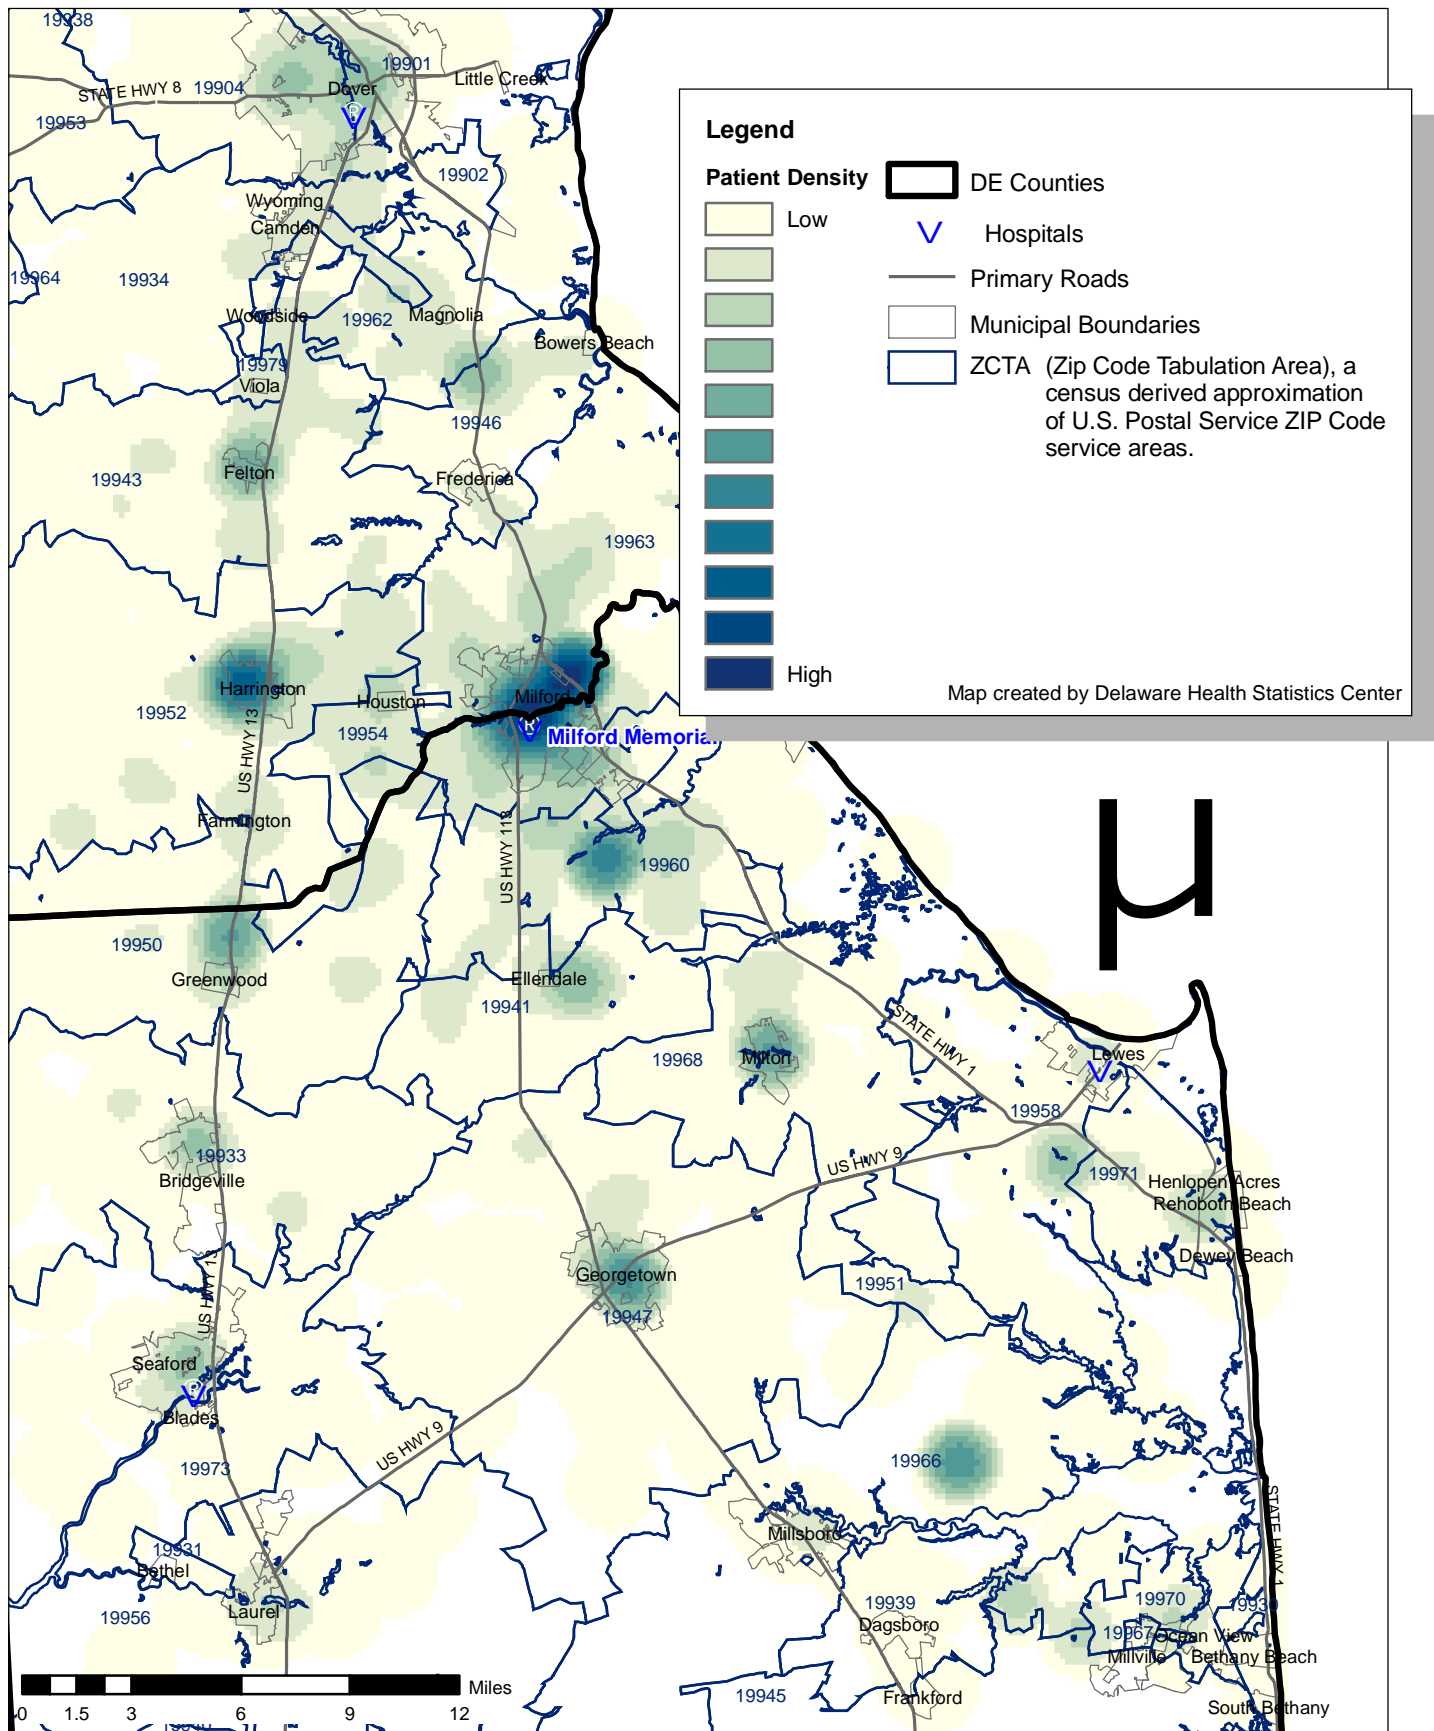 19938
19901
STATE HWY 8
19904
Dover
Little Creek
19953
19902
Wyoming
Camden
19964
19934
Woodside
19962
Magnolia
Bowers Beach
19979
Viola
19946
Felton
19943
Frederica
19963
Harrington
Houston
Milford
19952
19954
Milford Memorial
US HWY 13
Farmington
US HWY 113
19960
19950
Greenwood
Ellendale
19941
STATE HWY 1
19968
Milton
Lewes
19958
19933
Bridgeville
US HWY 9
19971
Henlopen Acres
Rehoboth Beach
Dewey Beach
US HWY 13
Georgetown
19951
19947
Seaford
Blades
US HWY 9
19973
19966
STATE HWY 1
Millsboro
19931
Bethel
19956
Laurel
19939
Dagsboro
19970
19930
19967
Ocean View
Millville
Bethany Beach
19945
Frankford
South Bethany
19940
Miles
0 1.5 3 6 9 12
Legend
Patient Density
Low
High
DE Counties
Hospitals
Primary Roads
Municipal Boundaries
ZCTA (Zip Code Tabulation Area), a
census derived approximation
of U.S. Postal Service ZIP Code
service areas.
Map created by Delaware Health Statistics Center
µ